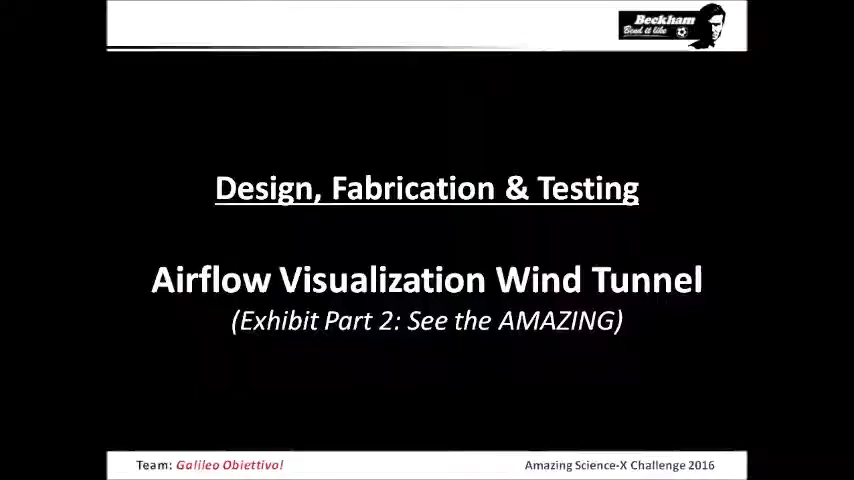 Beckham
Bend it like
Design, Fabrication & Testing
Airflow Visualization Wind Tunnel
(Exhibit Part 2: See the AMAZING)
Team: Galileo Obiettivo!
Amazing Science-X Challenge 2016